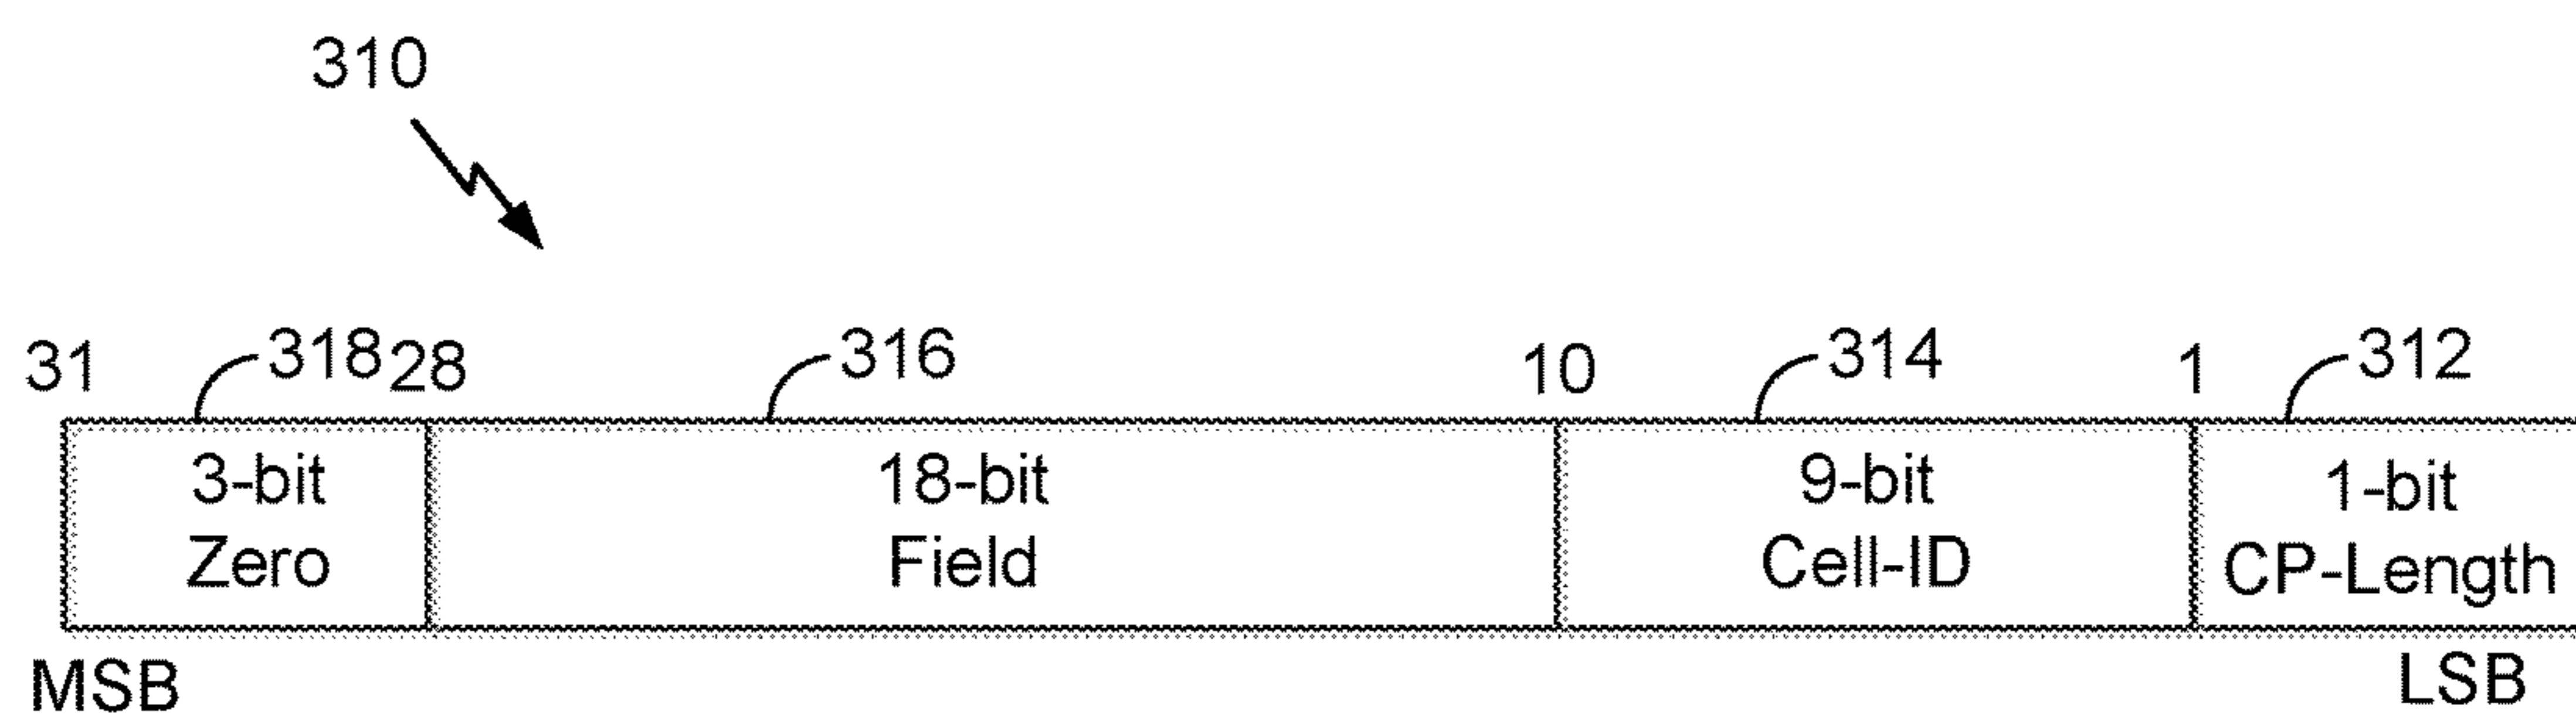 310
31 318 28 316 10 314 1 312
3-bit 18-bit 9-bit 1-bit
Zero Field Cell-ID CP-Length
MSB LSB